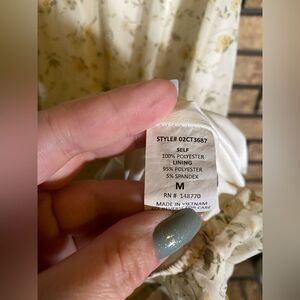 STYLE# 02CT3687
SELF
100% POLYESTER
LINING
95% POLYESTER
5% SPANDEX
M
RN # 148770
MADE IN VIETNAM